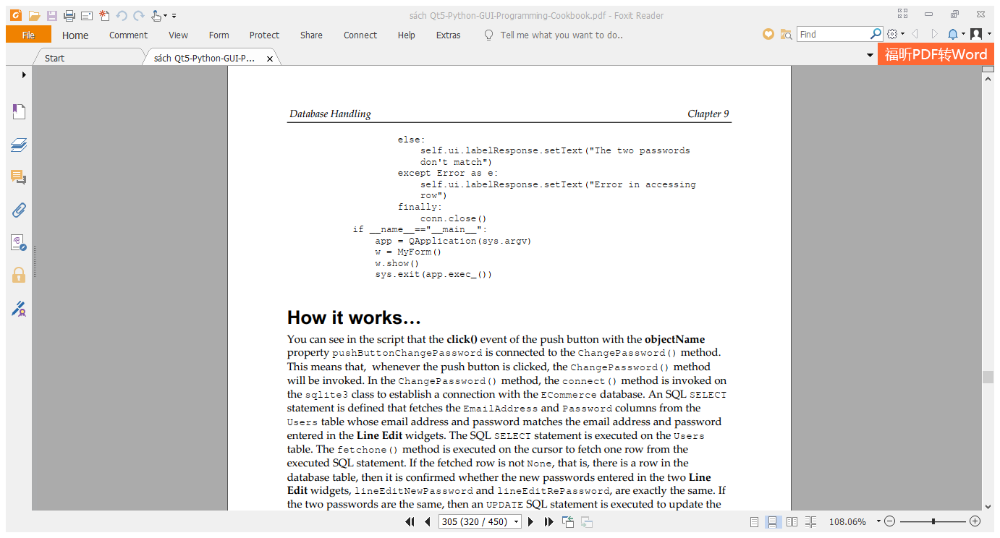 sách Qt5-Python-GUI-Programming-Cookbook.pdf - Foxit Reader
File Home Comment View Form Protect Share Connect Help Extras Tell me what you want to do.. Find
Start sách Qt5-Python-GUI-P... 福昕PDF转Word
Database Handling Chapter 9
else:
self.ui.labelResponse.setText("The two passwords
don't match")
except Error as e:
self.ui.labelResponse.setText("Error in accessing
row")
finally:
conn.close()
if __name__=="__main__":
app = QApplication(sys.argv)
w = MyForm()
w.show()
sys.exit(app.exec_())
How it works...
You can see in the script that the click() event of the push button with the objectName
property pushButtonChangePassword is connected to the ChangePassword() method.
This means that, whenever the push button is clicked, the ChangePassword() method
will be invoked. In the ChangePassword() method, the connect() method is invoked on
the sqlite3 class to establish a connection with the ECommerce database. An SQL SELECT
statement is defined that fetches the EmailAddress and Password columns from the
Users table whose email address and password matches the email address and password
entered in the Line Edit widgets. The SQL SELECT statement is executed on the Users
table. The fetchone() method is executed on the cursor to fetch one row from the
executed SQL statement. If the fetched row is not None, that is, there is a row in the
database table, then it is confirmed whether the new passwords entered in the two Line
Edit widgets, lineEditNewPassword and lineEditRePassword, are exactly the same. If
the two passwords are the same, then an UPDATE SQL statement is executed to update the
305 (320 / 450) 108.06%